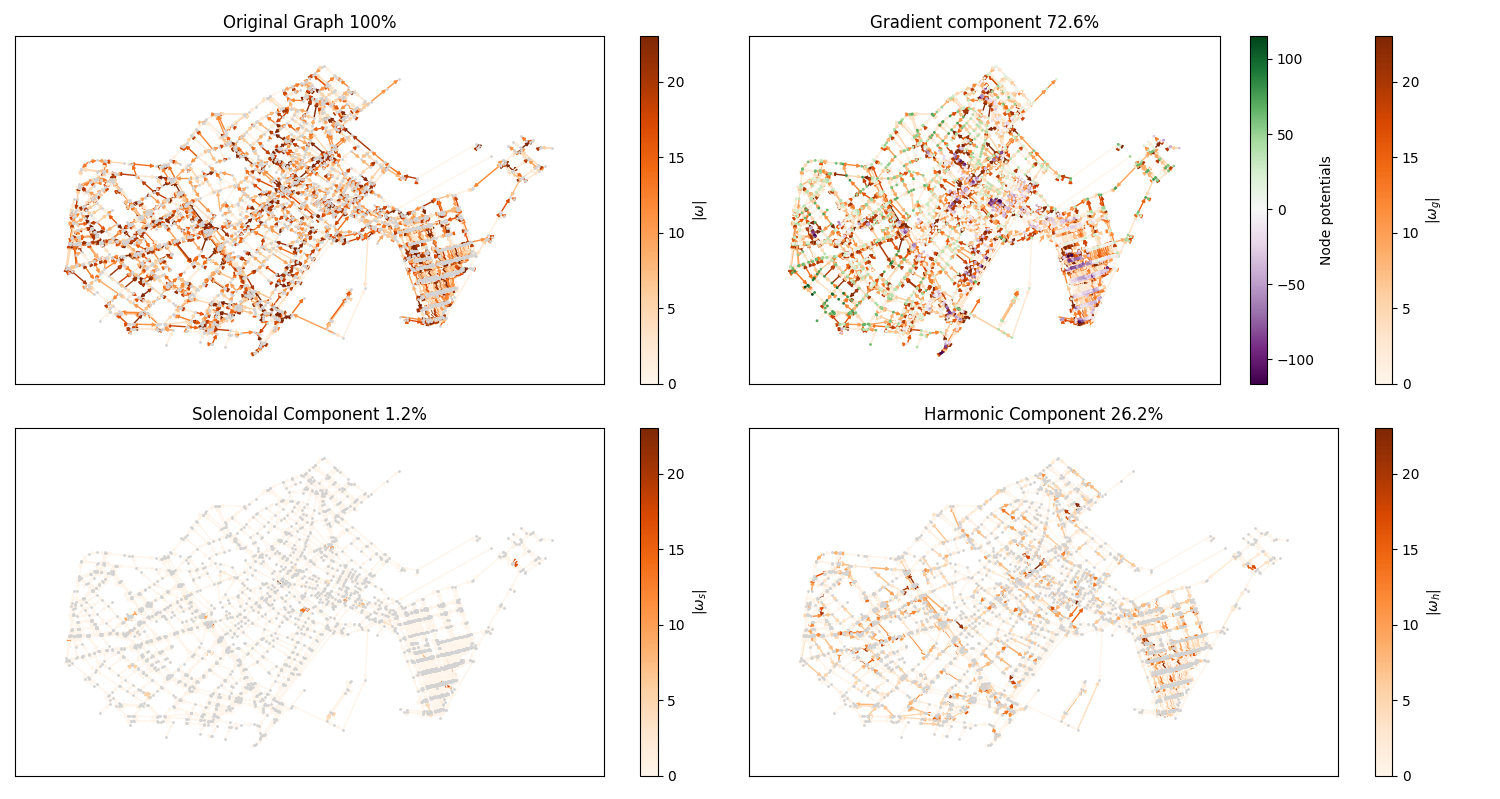 Original Graph 100%
20
15
10
5
0
|ω|
Gradient component 72.6%
100
50
0
−50
−100
Node potentials
20
15
10
5
0
|ω_g|
Solenoidal Component 1.2%
20
15
10
5
0
|ω_s|
Harmonic Component 26.2%
20
15
10
5
0
|ω_h|